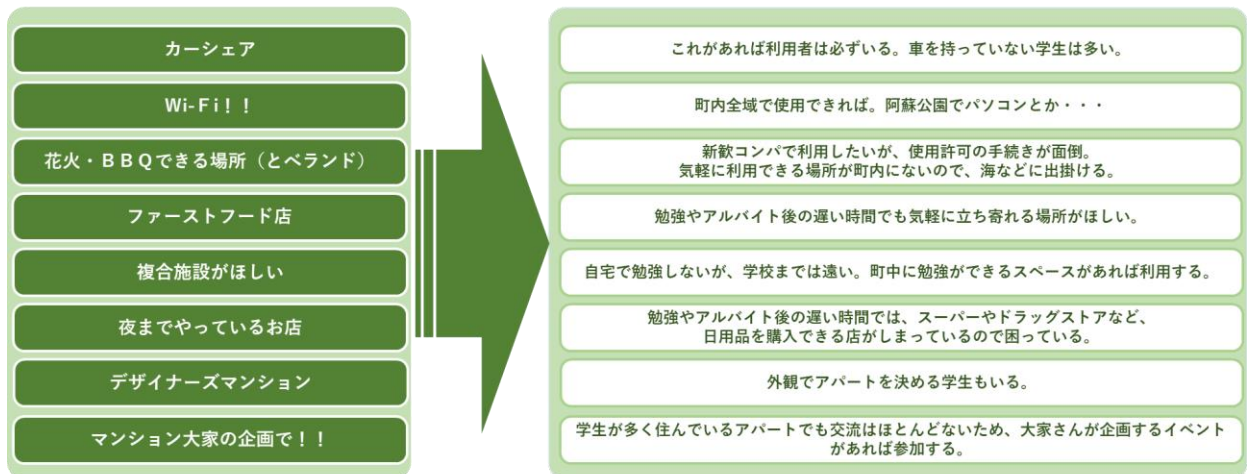 カーシェア
これがあれば利用者は必ずいる。車を持っていない学生は多い。
Wi-Fi！！
町内全域で使用できれば。阿蘇公園でパソコンとか・・・
花火・ＢＢＱできる場所（とべランド）
新歓コンパで利用したいが、使用許可の手続きが面倒。
気軽に利用できる場所が町内にないので、海などに出掛ける。
ファーストフード店
勉強やアルバイト後の遅い時間でも気軽に立ち寄れる場所がほしい。
複合施設がほしい
自宅で勉強しないが、学校までは遠い。町中に勉強ができるスペースがあれば利用する。
夜までやっているお店
勉強やアルバイト後の遅い時間では、スーパーやドラッグストアなど、
日用品を購入できる店がしまっているので困っている。
デザイナーズマンション
外観でアパートを決める学生もいる。
マンション大家の企画で！！
学生が多く住んでいるアパートでも交流はほとんどないため、大家さんが企画するイベント
があれば参加する。